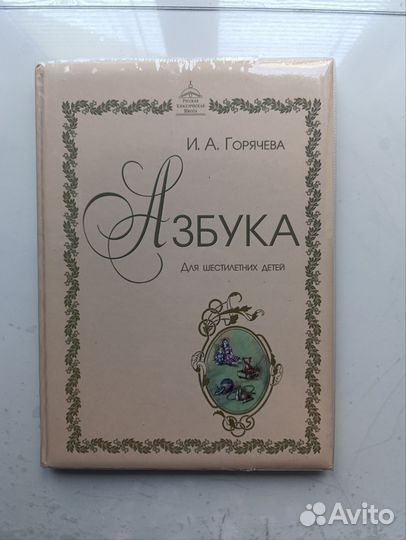 Русская
Классическая
Школа
И. А. Горячева
Азбука
Для шестилетних детей
Avito